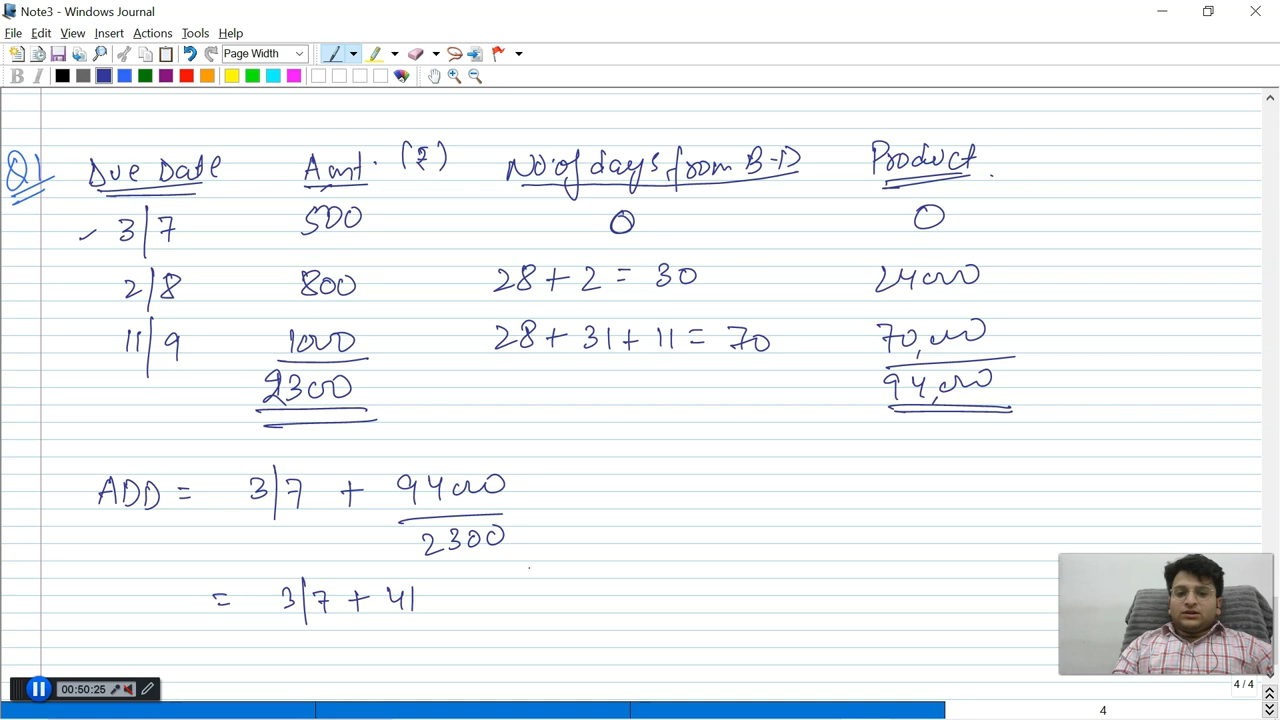 Note3 - Windows Journal
File Edit View Insert Actions Tools Help
Page Width
B I
Q1 Due Date Amt. (₹) No. of days from B-D Product.
3|7 500 0 0
2|8 800 28 + 2 = 30 24000
11|9 1000 28 + 31 + 11 = 70 70,000
2300 94,000
ADD = 3|7 + 94000
2300
= 3|7 + 41
00:50:25
4 / 4
4